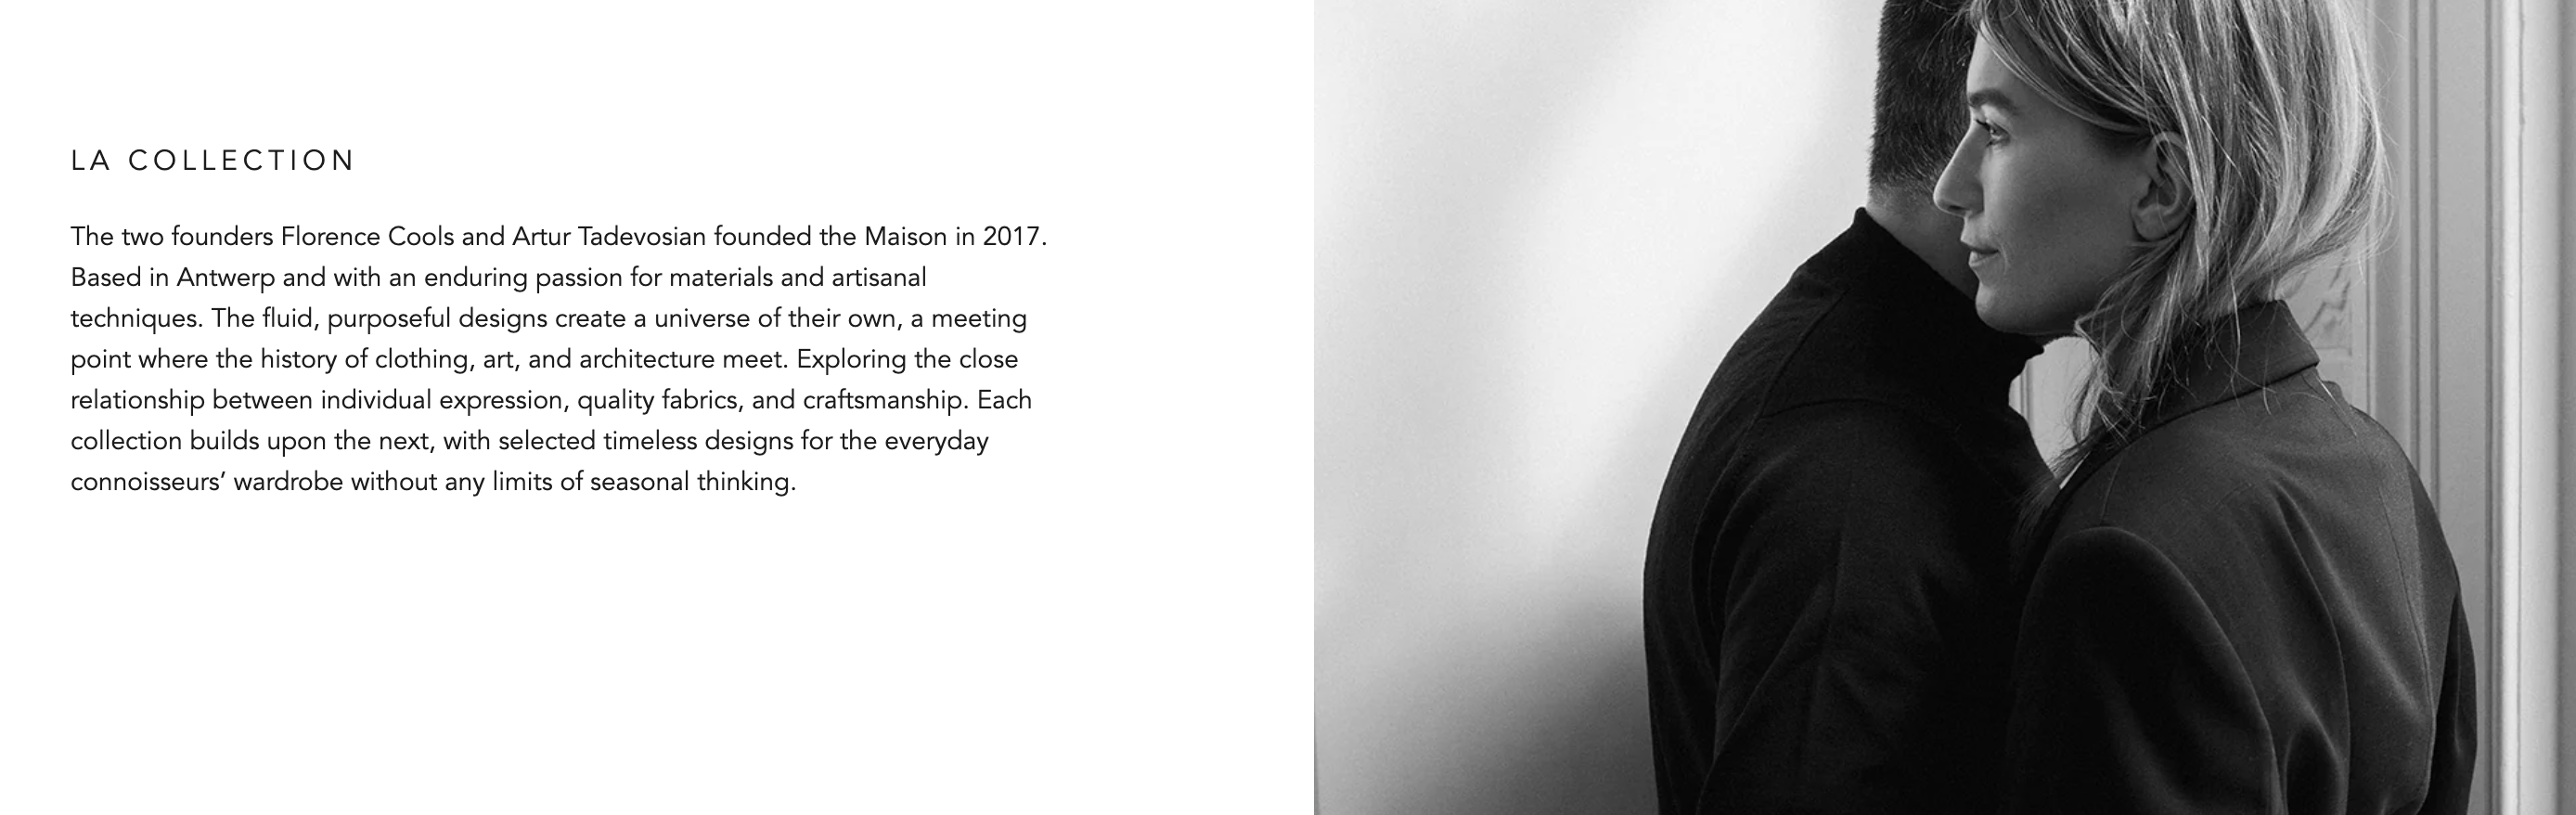 LA COLLECTION
The two founders Florence Cools and Artur Tadevosian founded the Maison in 2017.
Based in Antwerp and with an enduring passion for materials and artisanal
techniques. The fluid, purposeful designs create a universe of their own, a meeting
point where the history of clothing, art, and architecture meet. Exploring the close
relationship between individual expression, quality fabrics, and craftsmanship. Each
collection builds upon the next, with selected timeless designs for the everyday
connoisseurs’ wardrobe without any limits of seasonal thinking.